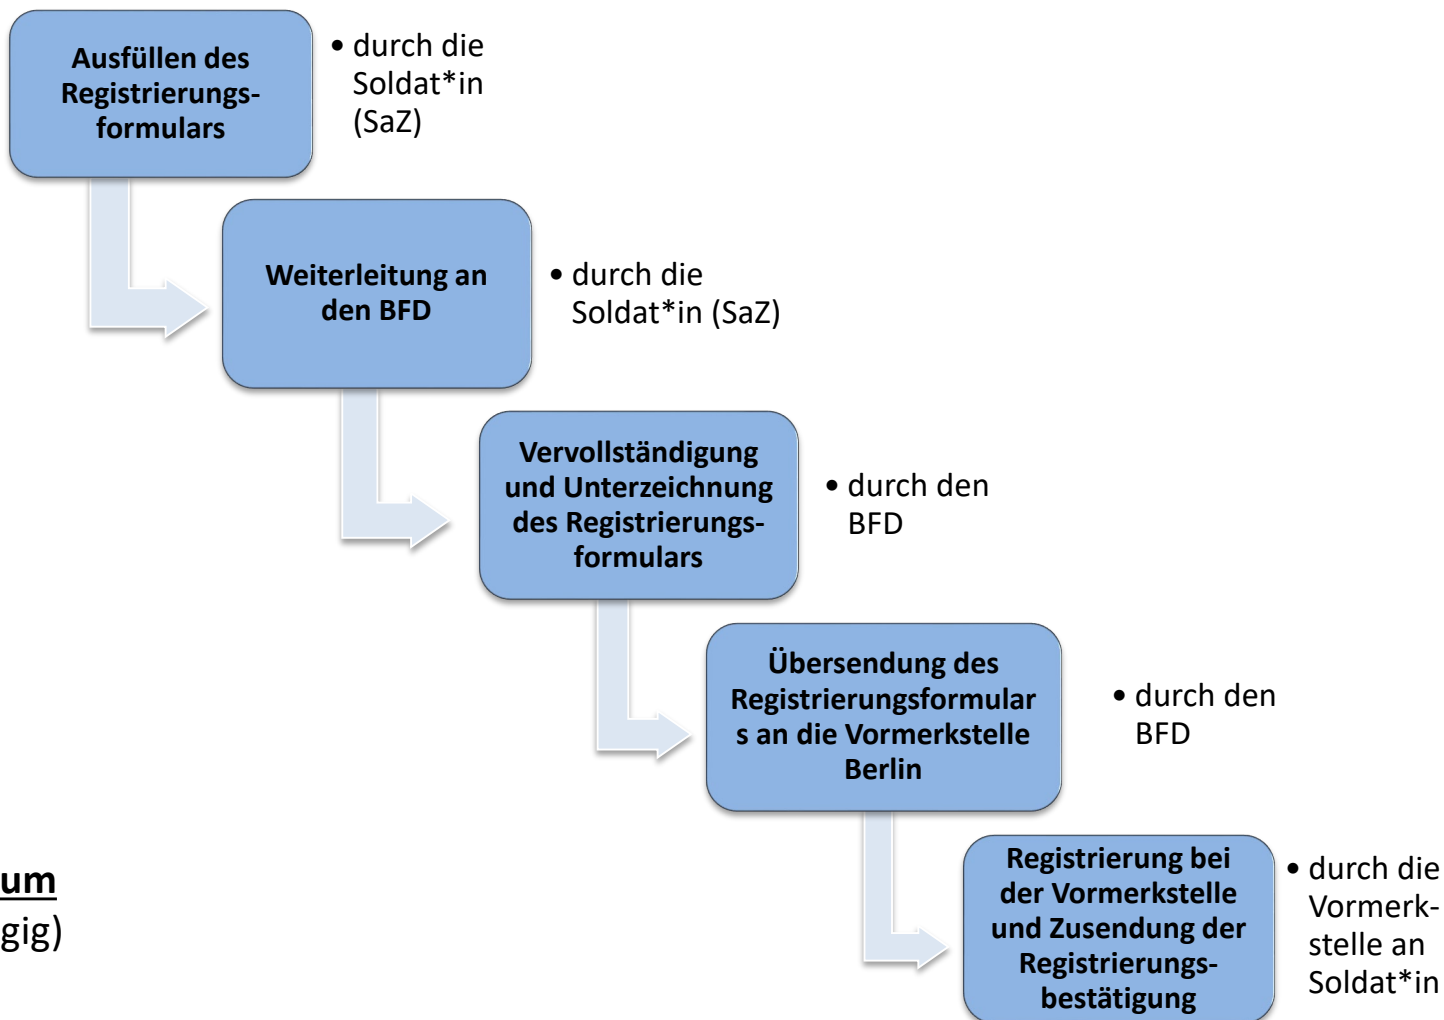 Ausfüllen des
Registrierungs-
formulars
• durch die
Soldat*in
(SaZ)
Weiterleitung an
den BFD
• durch die
Soldat*in (SaZ)
Vervollständigung
und Unterzeichnung
des Registrierungs-
formulars
• durch den
BFD
Übersendung des
Registrierungsformular
s an die Vormerkstelle
Berlin
• durch den
BFD
Registrierung bei
der Vormerkstelle
und Zusendung der
Registrierungs-
bestätigung
• durch die
Vormerk-
stelle an
Soldat*in
um
gig)